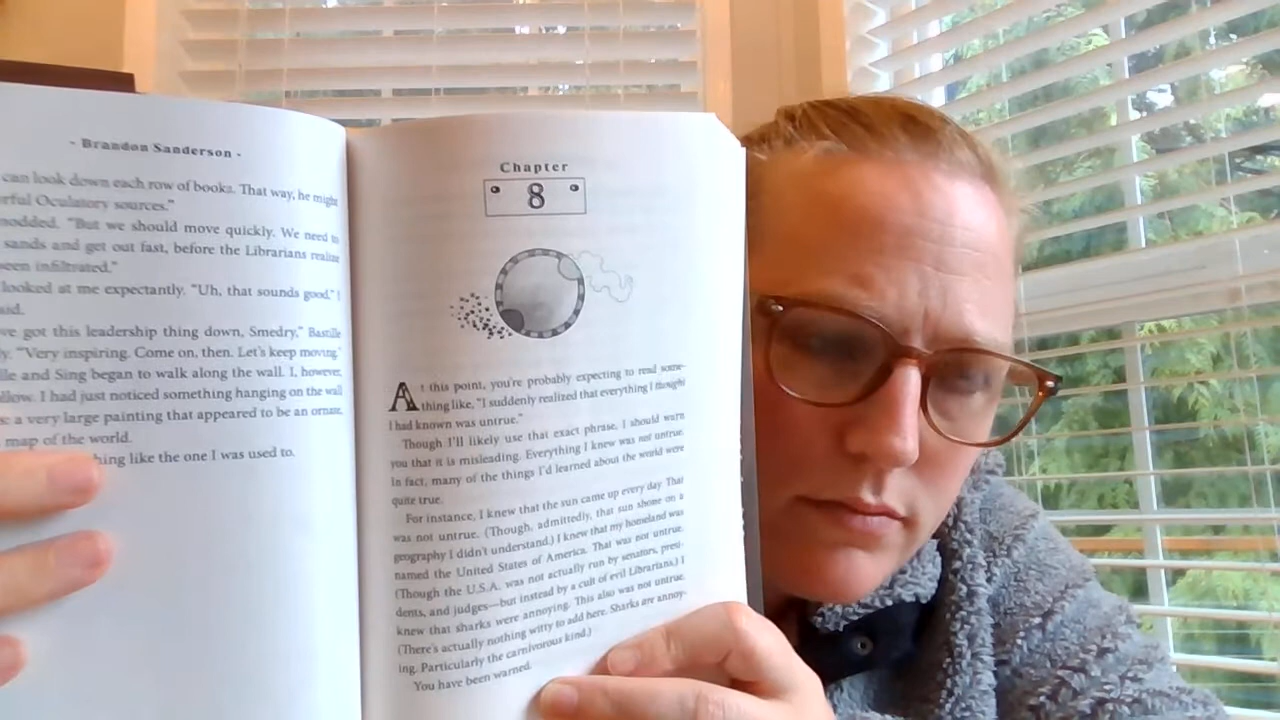 - Brandon Sanderson -
can look down each row of books. That way, he might
rful Oculatory sources."
nodded. "But we should move quickly. We need to
sands and get out fast, before the Librarians realize
een infiltrated."
looked at me expectantly. "Uh, that sounds good," I
aid.
ve got this leadership thing down, Smedry," Bastille
y. "Very inspiring. Come on, then. Let's keep moving."
lle and Sing began to walk along the wall. I, however,
llow. I had just noticed something hanging on the wall
s: a very large painting that appeared to be an ornate,
map of the world.
hing like the one I was used to.
Chapter
8
At this point, you're probably expecting to read some-
thing like, "I suddenly realized that everything I thought
I had known was untrue."
Though I'll likely use that exact phrase, I should warn
you that it is misleading. Everything I knew was not untrue.
In fact, many of the things I'd learned about the world were
quite true.
For instance, I knew that the sun came up every day. That
was not untrue. (Though, admittedly, that sun shone on a
geography I didn't understand.) I knew that my homeland was
named the United States of America. That was not untrue.
(Though the U.S.A. was not actually run by senators, presi-
dents, and judges—but instead by a cult of evil Librarians.) I
knew that sharks were annoying. This also was not untrue.
(There's actually nothing witty to add here. Sharks are annoy-
ing. Particularly the carnivorous kind.)
You have been warned.